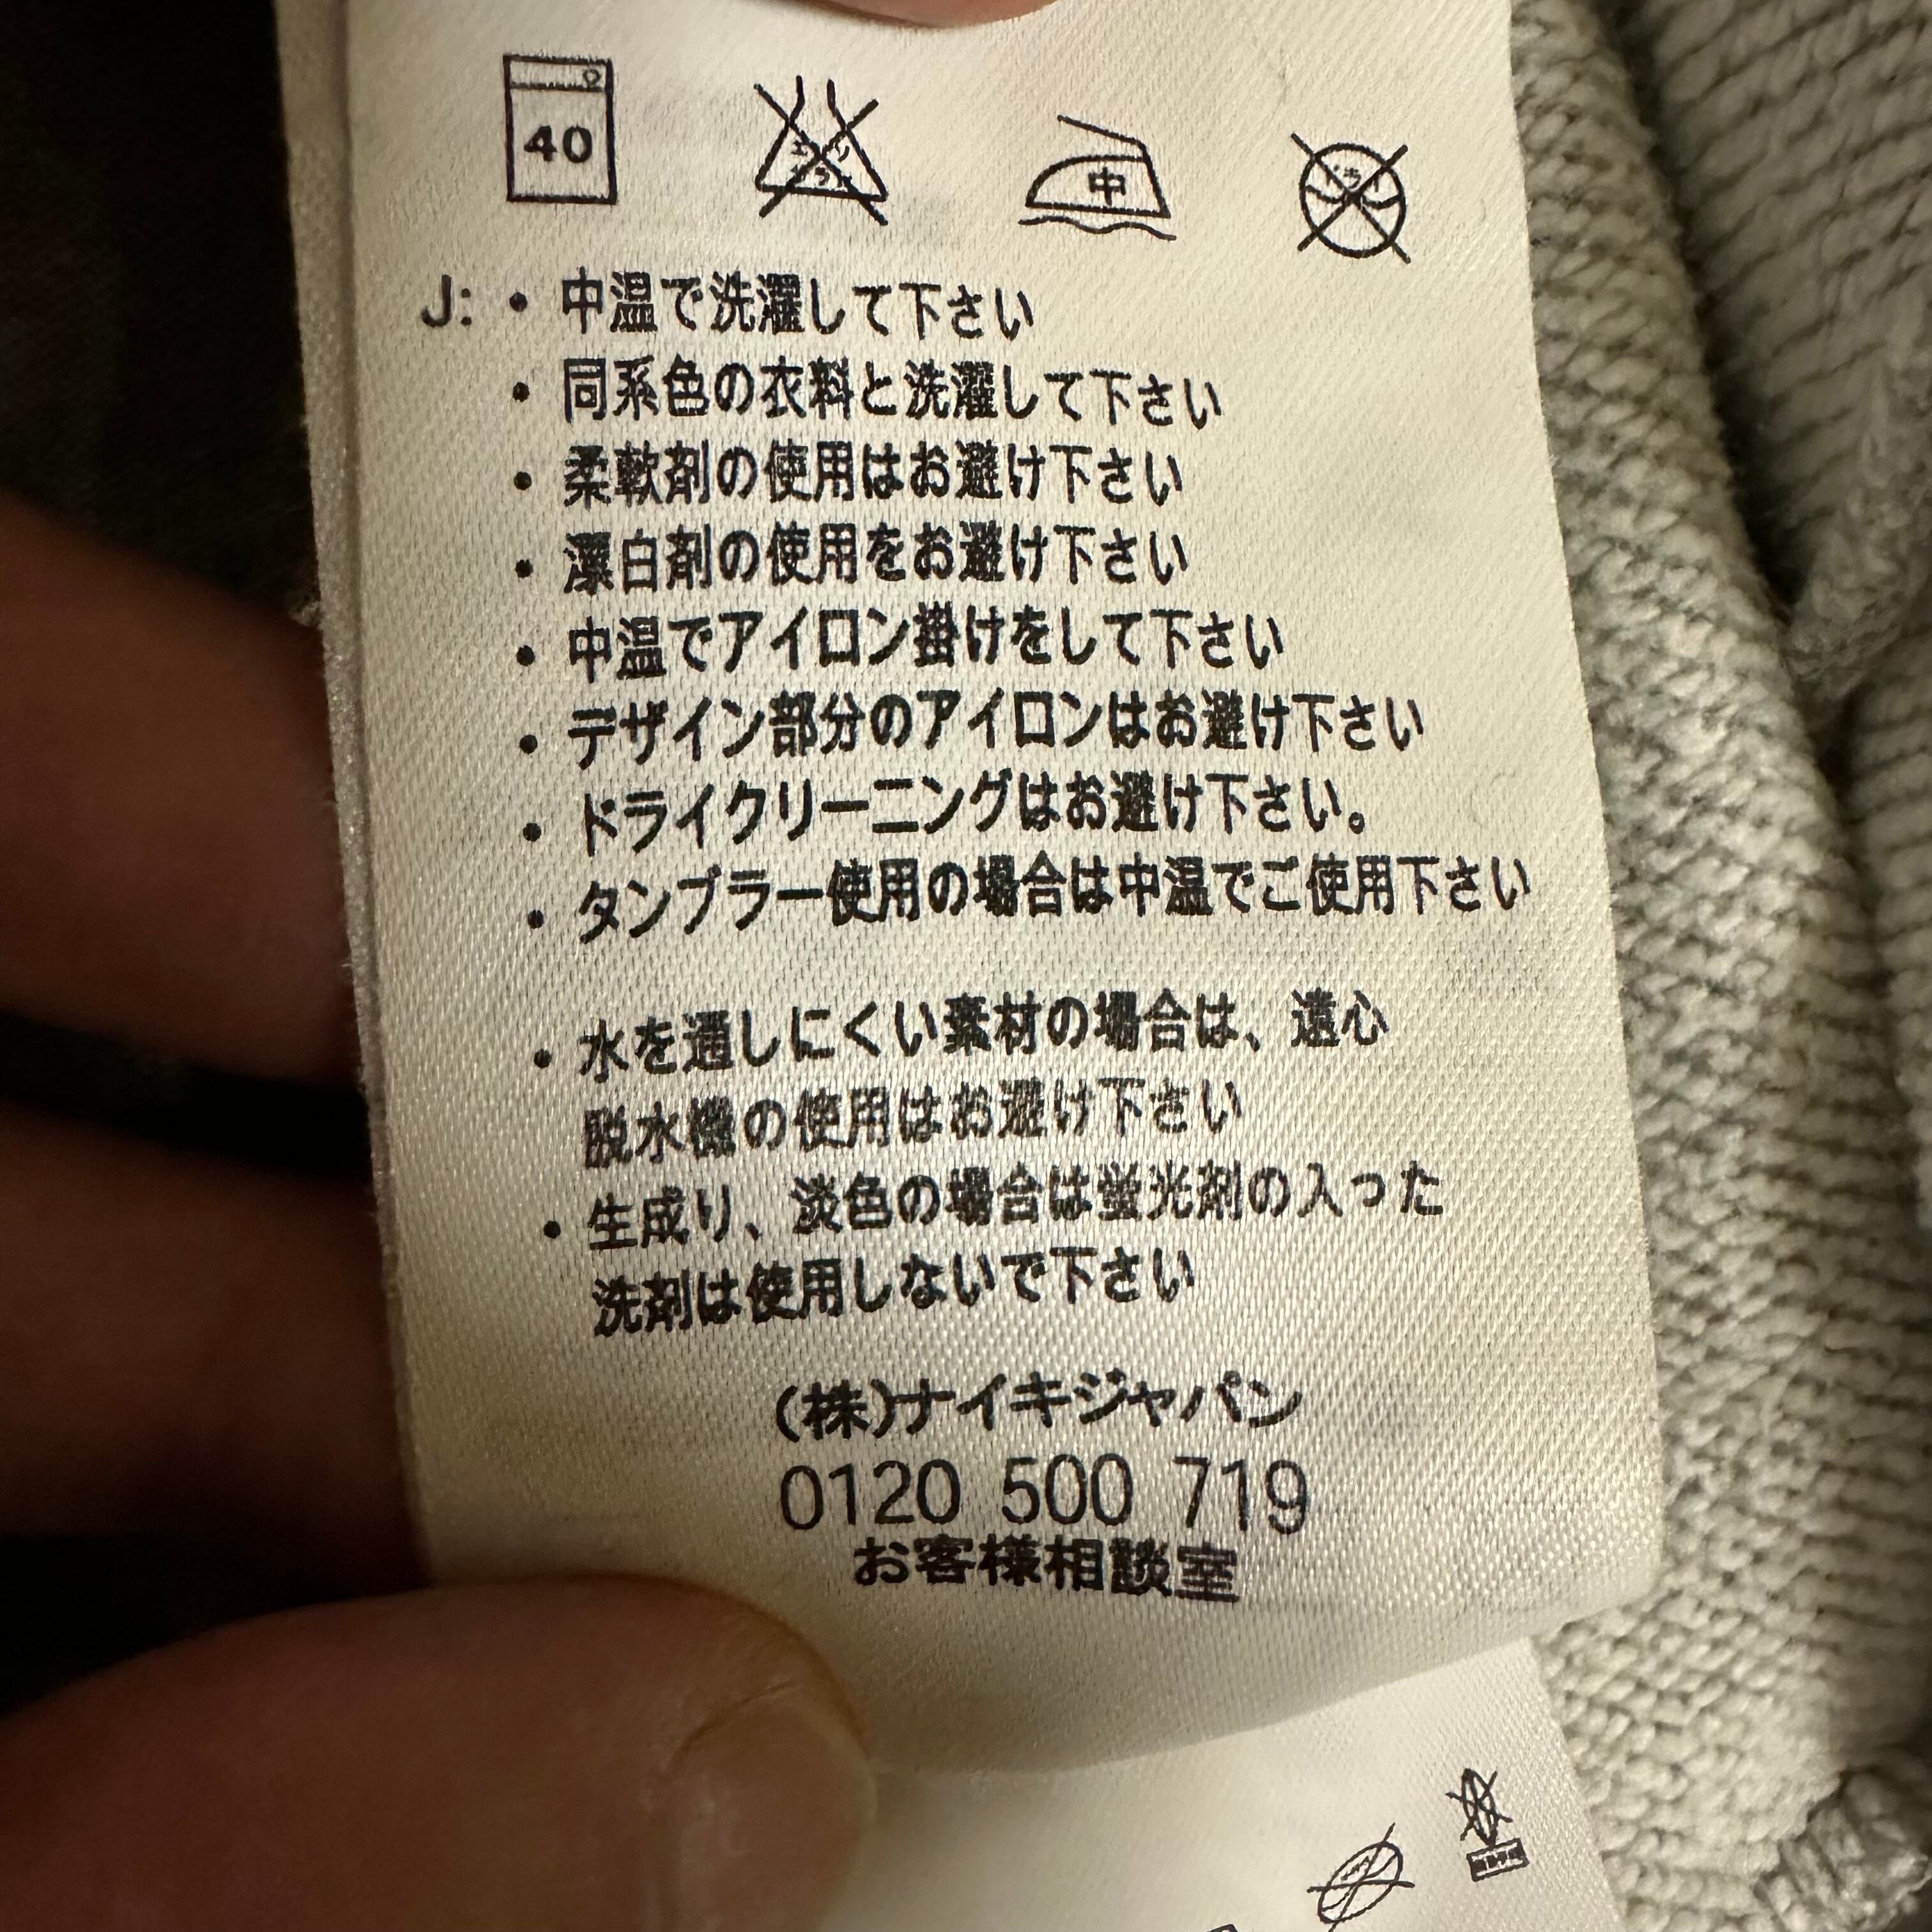 40
エンソ
サラシ
中
ドライ
J: • 中温で洗濯して下さい
• 同系色の衣料と洗濯して下さい
• 柔軟剤の使用はお避け下さい
• 漂白剤の使用をお避け下さい
• 中温でアイロン掛けをして下さい
• デザイン部分のアイロンはお避け下さい
• ドライクリーニングはお避け下さい。
• タンブラー使用の場合は中温でご使用下さい
• 水を通しにくい素材の場合は、遠心
脱水機の使用はお避け下さい
• 生成り、淡色の場合は蛍光剤の入った
洗剤は使用しないで下さい
(株)ナイキジャパン
0120 500 719
お客様相談室